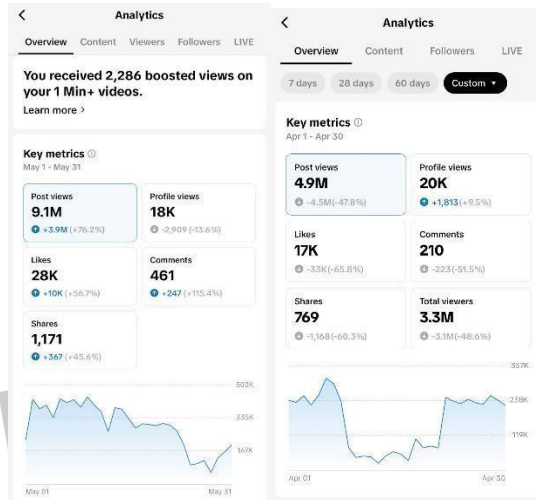 Analytics
Overview Content Viewers Followers LIVE
You received 2,286 boosted views on
your 1 Min+ videos.
Learn more >
Key metrics
May 1 - May 31
Post views
9.1M
+3.9M (+76.2%)
Profile views
18K
-2,909 (-13.6%)
Likes
28K
+10K (+56.7%)
Comments
461
+247 (+115.4%)
Shares
1,171
+367 (+45.6%)
503K
335K
167K
May 01 May 31
Analytics
Overview Content Followers LIVE
7 days 28 days 60 days Custom
Key metrics
Apr 1 - Apr 30
Post views
4.9M
-4.5M(-47.8%)
Profile views
20K
+1,813(+9.5%)
Likes
17K
-33K(-65.8%)
Comments
210
-223(-51.5%)
Shares
769
-1,168(-60.3%)
Total viewers
3.3M
-3.1M(-48.6%)
357K
238K
119K
Apr 01 Apr 30